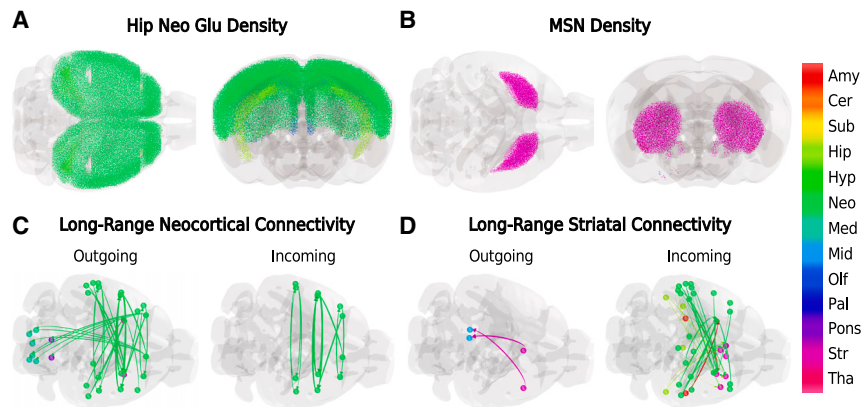 A
Hip Neo Glu Density
B
MSN Density
C
Long-Range Neocortical Connectivity
Outgoing
Incoming
D
Long-Range Striatal Connectivity
Outgoing
Incoming
Amy
Cer
Sub
Hip
Hyp
Neo
Med
Mid
Olf
Pal
Pons
Str
Tha